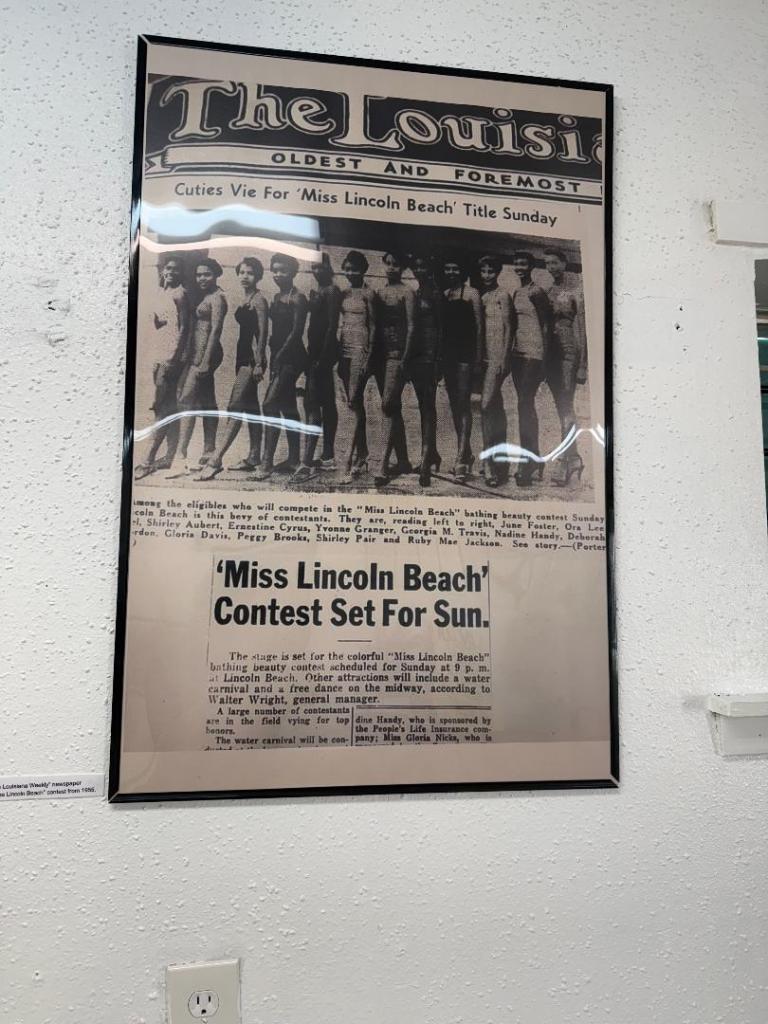 The Louisi
OLDEST AND FOREMOST
Cuties Vie For 'Miss Lincoln Beach' Title Sunday
Among the eligibles who will compete in the "Miss Lincoln Beach" bathing beauty contest Sunday
coln Beach is this bevy of contestants. They are, reading left to right, June Foster, Ora Lee
Shirley Aubert, Ernestine Cyrus, Yvonne Granger, Georgia M. Travis, Nadine Handy, Deborah
rdon, Gloria Davis, Peggy Brooks, Shirley Pair and Ruby Mae Jackson. See story.—(Porter
)
'Miss Lincoln Beach'
Contest Set For Sun.
The stage is set for the colorful "Miss Lincoln Beach"
bathing beauty contest scheduled for Sunday at 9 p. m.
at Lincoln Beach. Other attractions will include a water
carnival and a free dance on the midway, according to
Walter Wright, general manager.
A large number of contestants
are in the field vying for top
honors.
The water carnival will be con-
dine Handy, who is sponsored by
the People's Life Insurance com-
pany; Miss Gloria Nicks, who is
Louisiana Weekly" newspaper
Lincoln Beach" contest from 1955.